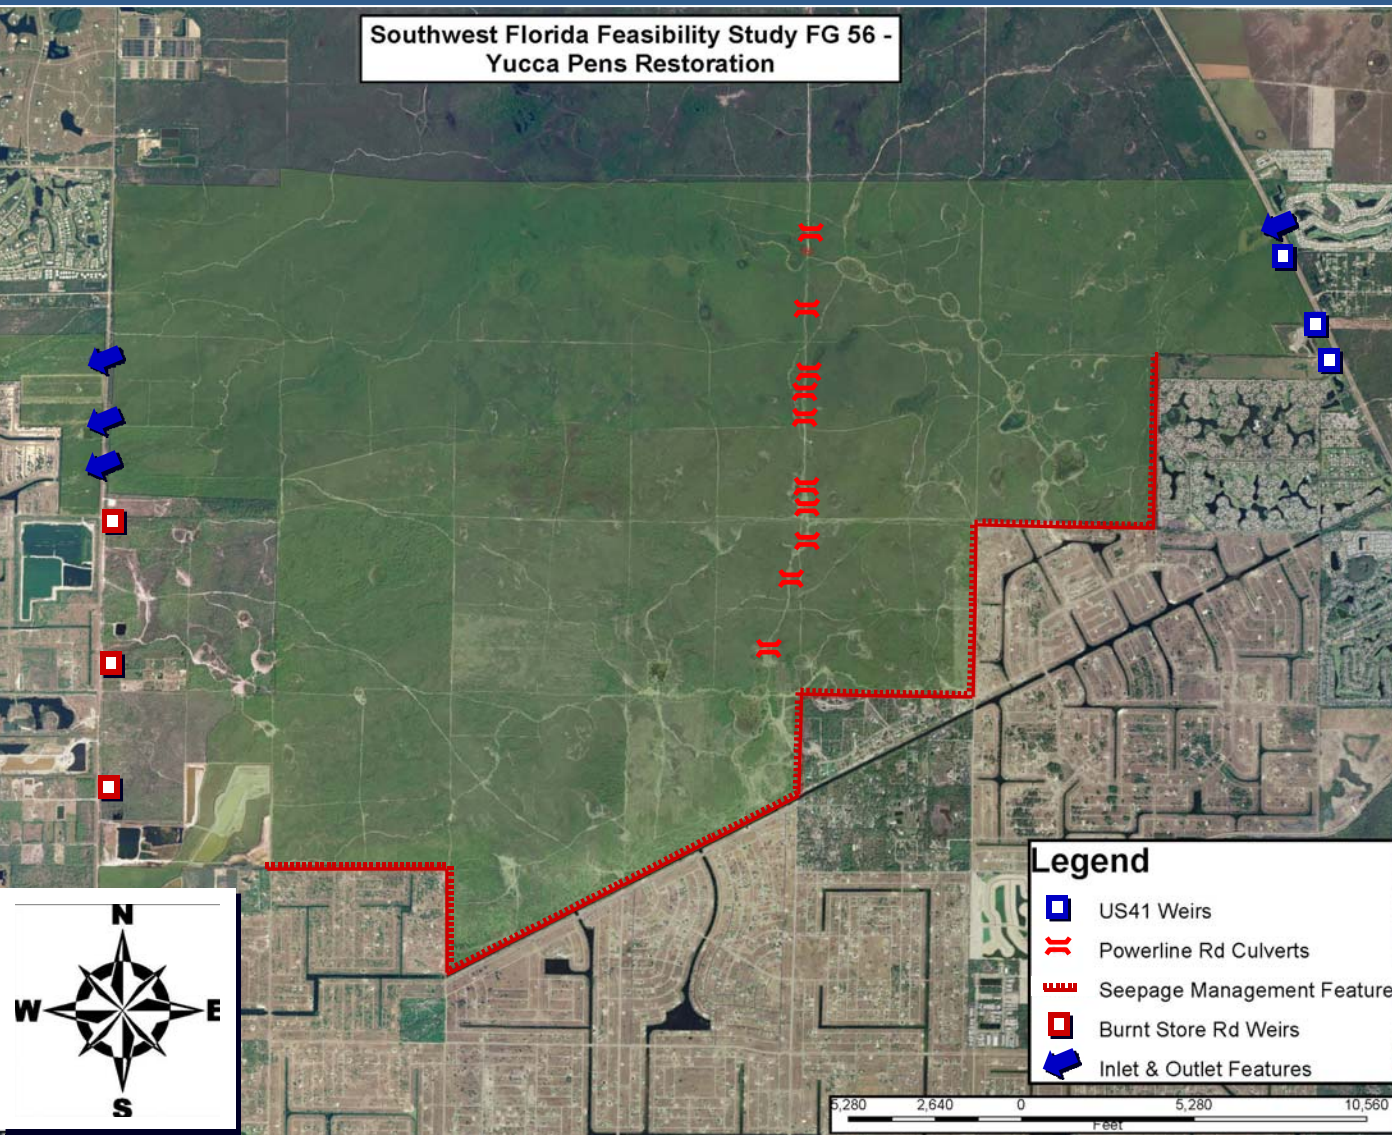 Southwest Florida Feasibility Study FG 56 -
Yucca Pens Restoration
Legend
US41 Weirs
Powerline Rd Culverts
Seepage Management Feature
Burnt Store Rd Weirs
Inlet & Outlet Features
N
W E
S
5,280 2,640 0 5,280 10,560
Feet